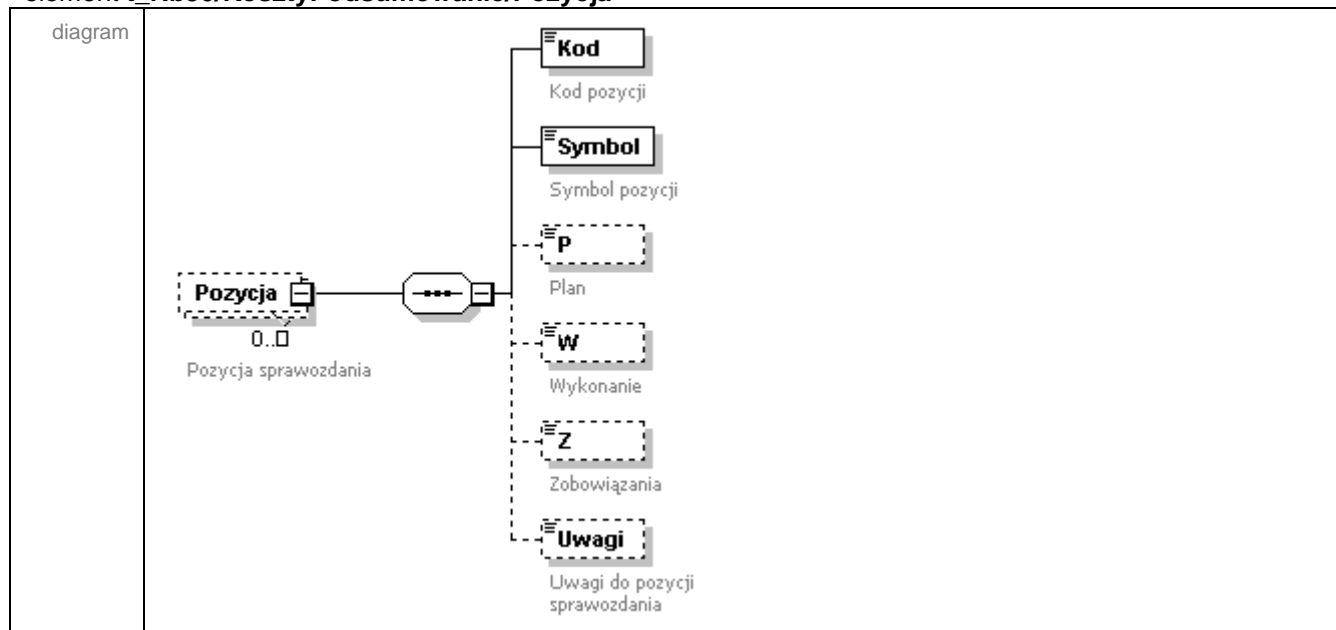 diagram
Kod
Kod pozycji
Symbol
Symbol pozycji
P
Plan
Pozycja
0..
Pozycja sprawozdania
W
Wykonanie
Z
Zobowiązania
Uwagi
Uwagi do pozycji
sprawozdania